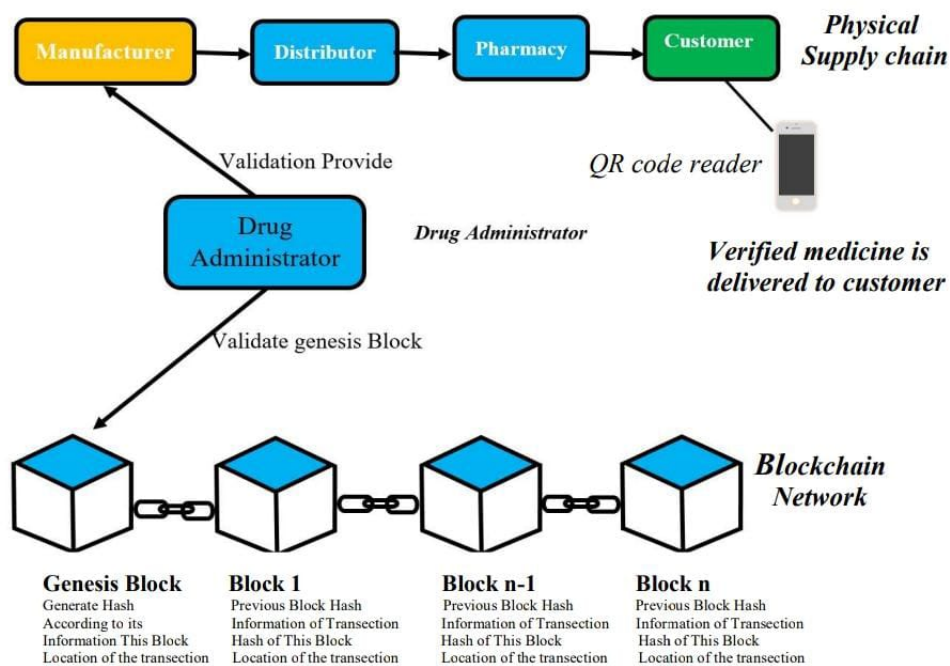 Manufacturer
Distributor
Pharmacy
Customer
Physical
Supply chain
Validation Provide
QR code reader
Drug
Administrator
Drug Administrator
Verified medicine is
delivered to customer
Validate genesis Block
Blockchain
Network
Genesis Block
Generate Hash
According to its
Information This Block
Location of the transection
Block 1
Previous Block Hash
Information of Transection
Hash of This Block
Location of the transection
Block n-1
Previous Block Hash
Information of Transection
Hash of This Block
Location of the transection
Block n
Previous Block Hash
Information of Transection
Hash of This Block
Location of the transection